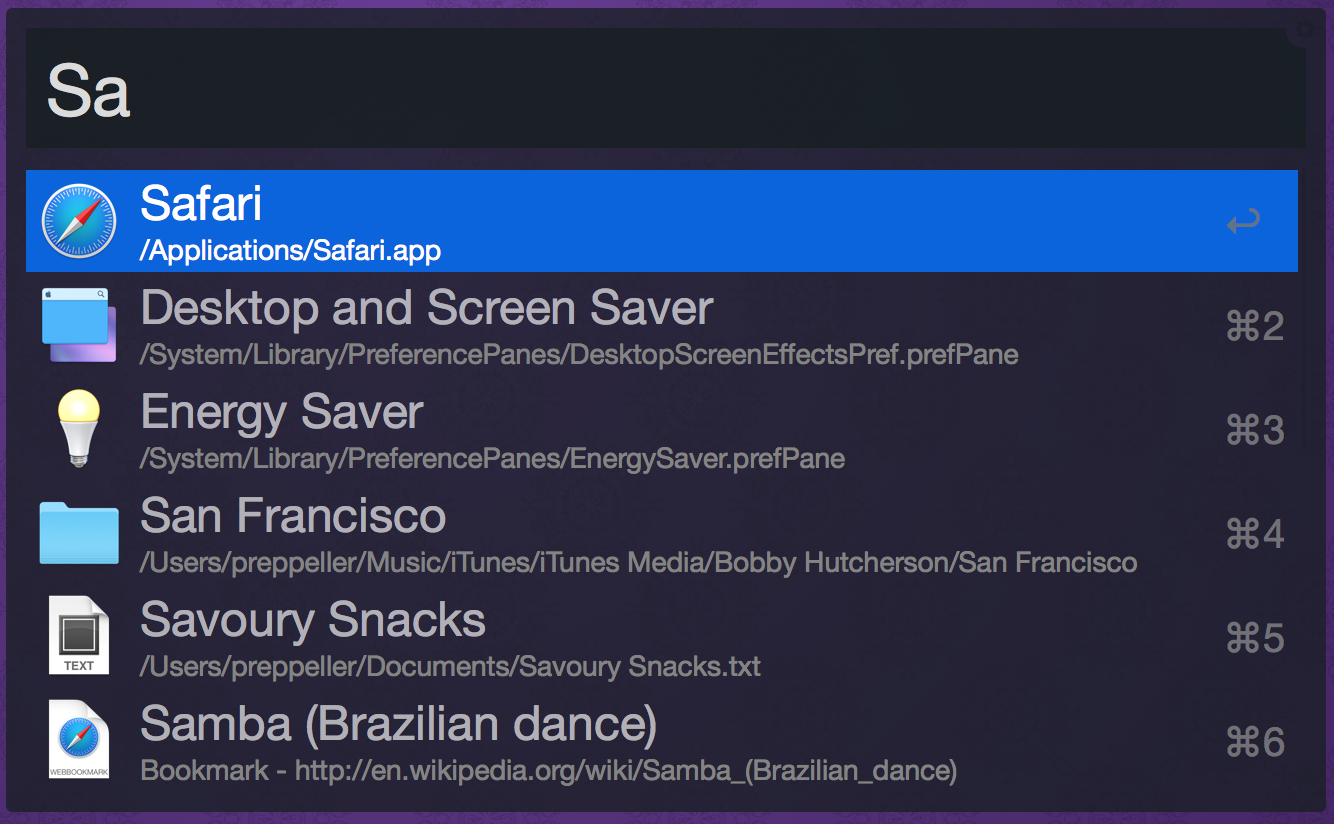 Sa
Safari
/Applications/Safari.app
↩
Desktop and Screen Saver
/System/Library/PreferencePanes/DesktopScreenEffectsPref.prefPane
⌘2
Energy Saver
/System/Library/PreferencePanes/EnergySaver.prefPane
⌘3
San Francisco
/Users/preppeller/Music/iTunes/iTunes Media/Bobby Hutcherson/San Francisco
⌘4
TEXT
Savoury Snacks
/Users/preppeller/Documents/Savoury Snacks.txt
⌘5
WEBBOOKMARK
Samba (Brazilian dance)
Bookmark - http://en.wikipedia.org/wiki/Samba_(Brazilian_dance)
⌘6